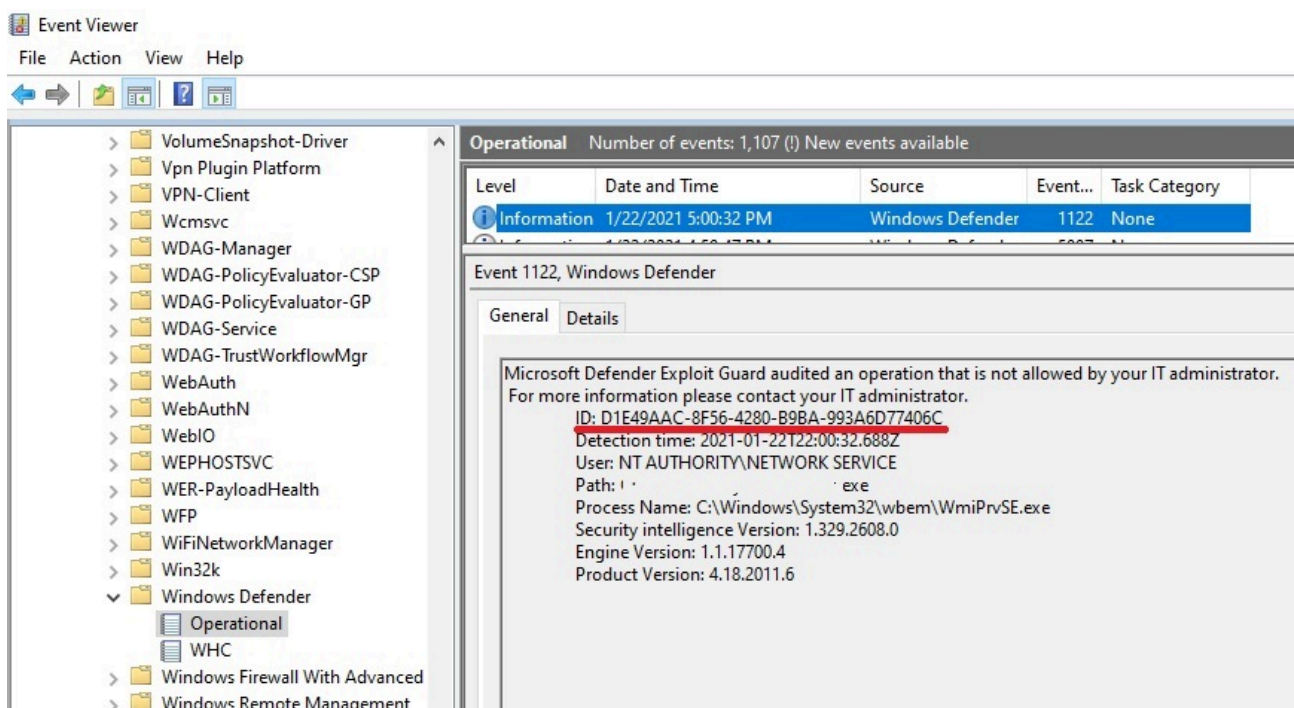 Event Viewer
File Action View Help
VolumeSnapshot-Driver
Vpn Plugin Platform
VPN-Client
Wcmsvc
WDAG-Manager
WDAG-PolicyEvaluator-CSP
WDAG-PolicyEvaluator-GP
WDAG-Service
WDAG-TrustWorkflowMgr
WebAuth
WebAuthN
WebIO
WEPHOSTSVC
WER-PayloadHealth
WFP
WiFiNetworkManager
Win32k
Windows Defender
Operational
WHC
Windows Firewall With Advanced
Windows Remote Management
Operational Number of events: 1,107 (!) New events available
Level Date and Time Source Event... Task Category
Information 1/22/2021 5:00:32 PM Windows Defender 1122 None
Event 1122, Windows Defender
General Details
Microsoft Defender Exploit Guard audited an operation that is not allowed by your IT administrator.
For more information please contact your IT administrator.
ID: D1E49AAC-8F56-4280-B9BA-993A6D77406C
Detection time: 2021-01-22T22:00:32.688Z
User: NT AUTHORITY\NETWORK SERVICE
Path: exe
Process Name: C:\Windows\System32\wbem\WmiPrvSE.exe
Security intelligence Version: 1.329.2608.0
Engine Version: 1.1.17700.4
Product Version: 4.18.2011.6